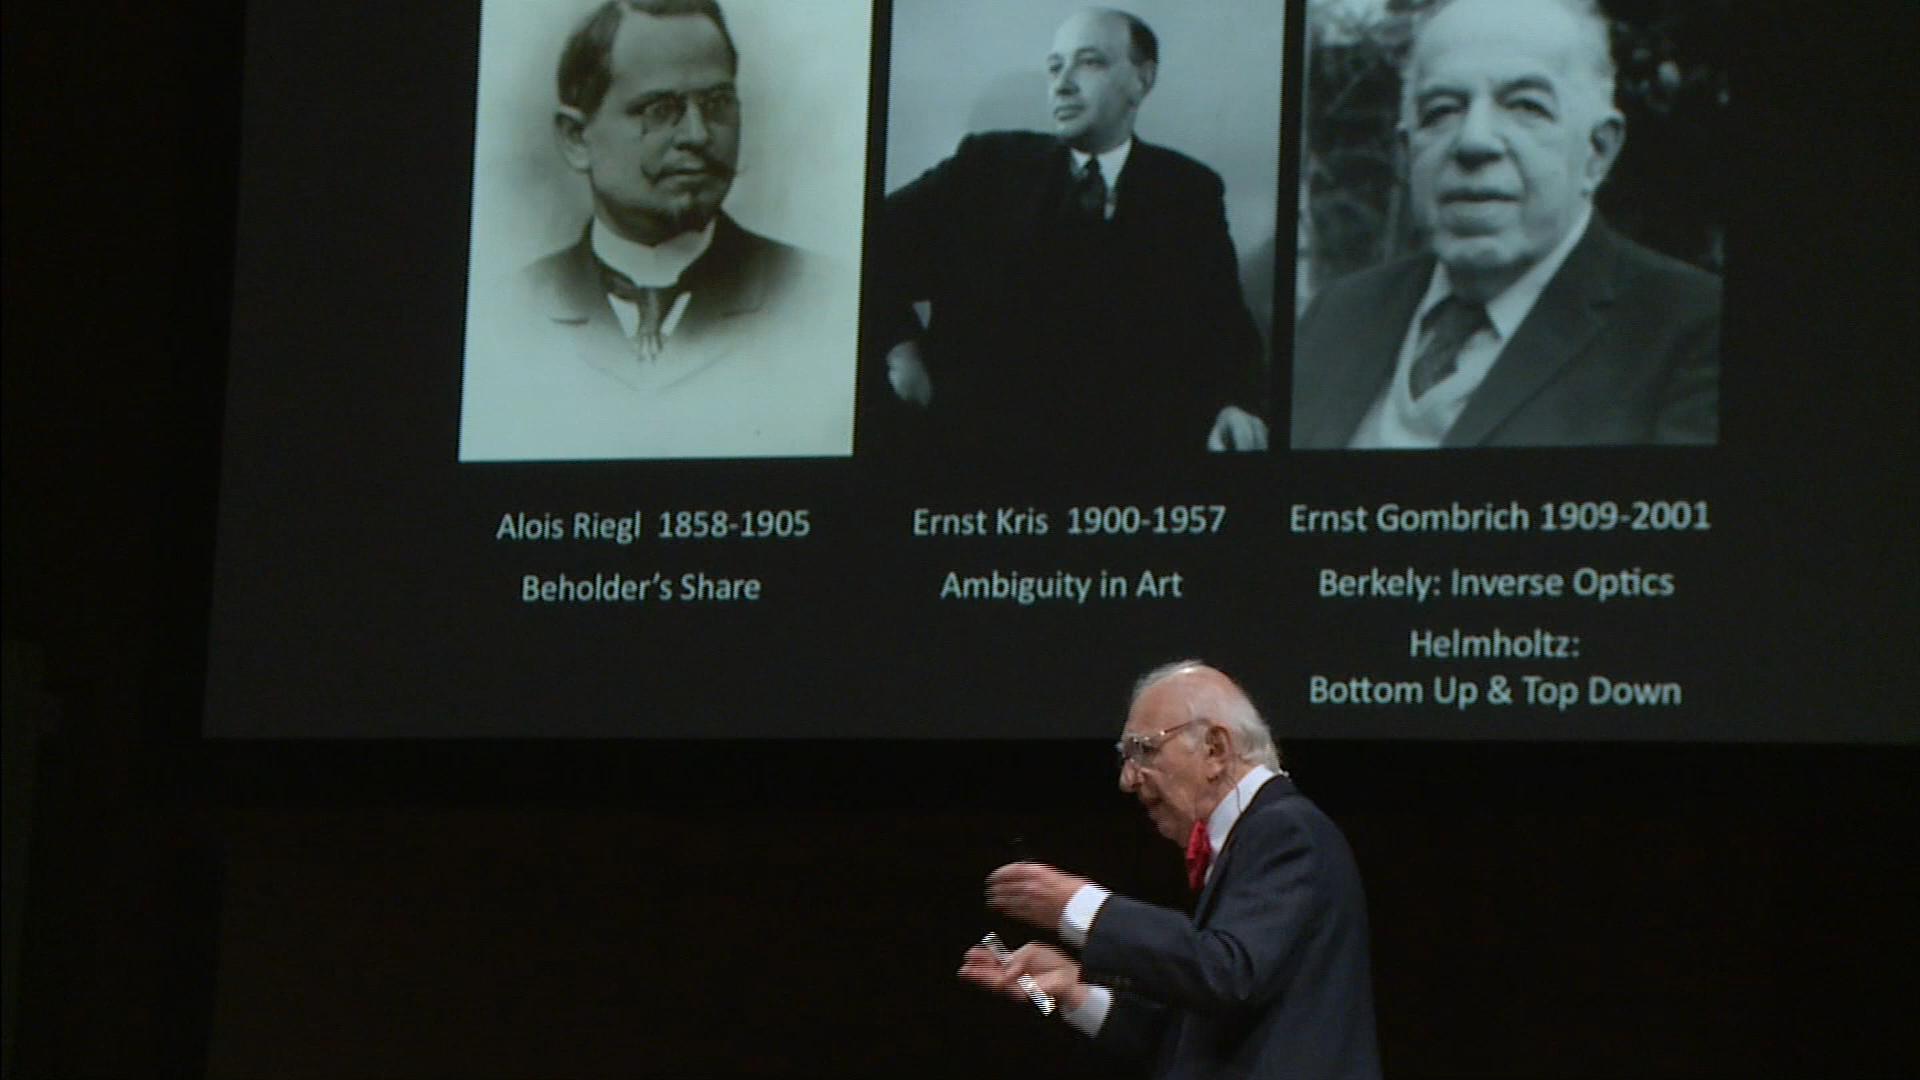 Alois Riegl 1858-1905
Beholder's Share
Ernst Kris 1900-1957
Ambiguity in Art
Ernst Gombrich 1909-2001
Berkely: Inverse Optics
Helmholtz:
Bottom Up & Top Down